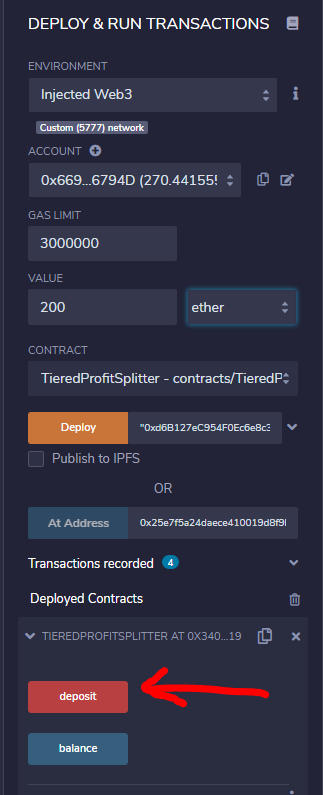 DEPLOY & RUN TRANSACTIONS
ENVIRONMENT
Injected Web3
Custom (5777) network
ACCOUNT
0x669...6794D (270.441555
GAS LIMIT
3000000
VALUE
200
ether
CONTRACT
TieredProfitSplitter - contracts/TieredP
Deploy
"0xd6B127eC954F0Ec6e8c3
Publish to IPFS
OR
At Address
0x25e7f5a24daece410019d8f9l
Transactions recorded 4
Deployed Contracts
TIEREDPROFITSPLITTER AT 0X340...19
deposit
balance